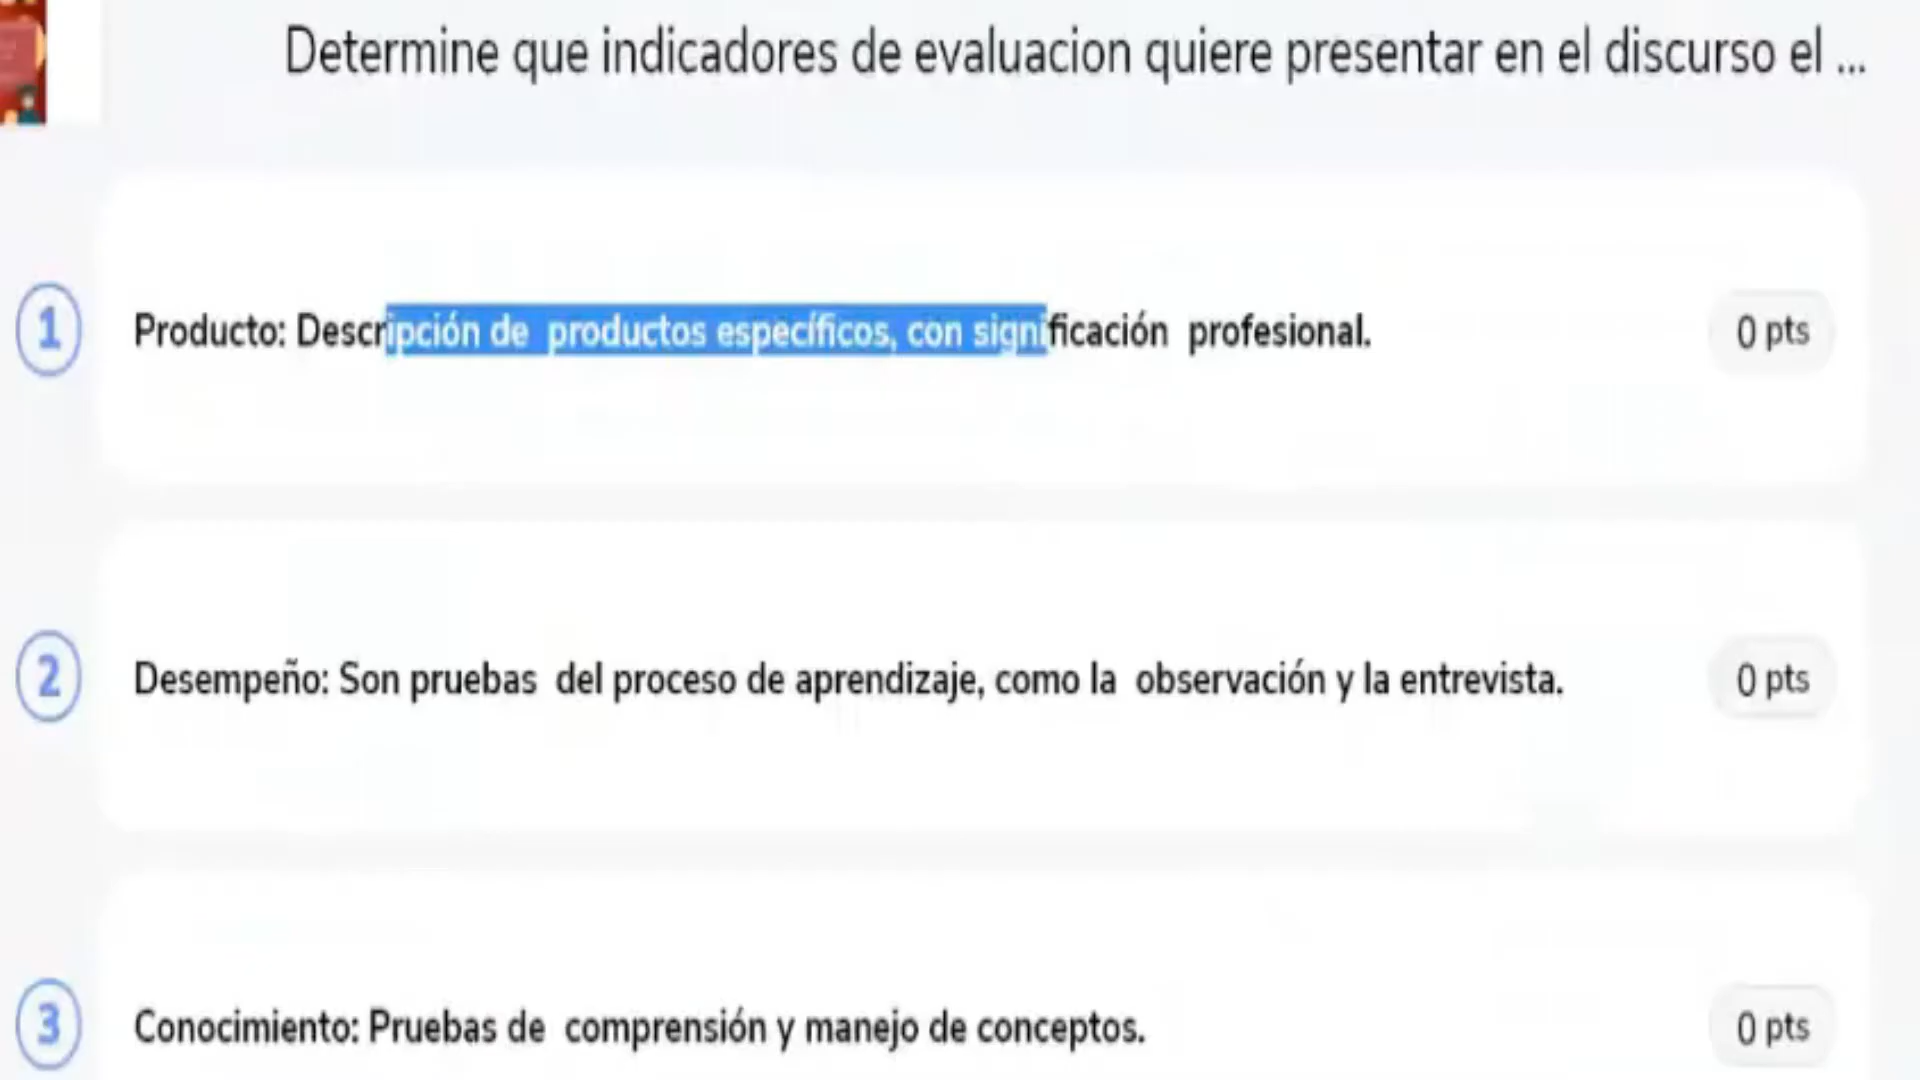 Determine que indicadores de evaluacion quiere presentar en el discurso el ...
1
Producto: Descripción de productos específicos, con significación profesional.
0 pts
2
Desempeño: Son pruebas del proceso de aprendizaje, como la observación y la entrevista.
0 pts
3
Conocimiento: Pruebas de comprensión y manejo de conceptos.
0 pts